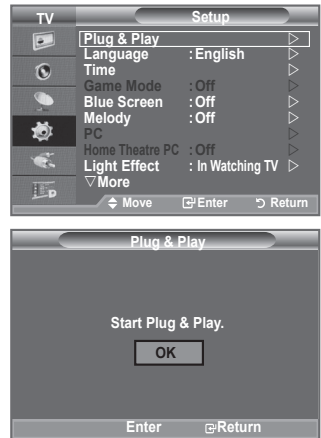 TV Setup
Plug & Play
Language : English
Time
Game Mode : Off
Blue Screen : Off
Melody : Off
PC
Home Theatre PC : Off
Light Effect : In Watching TV
▽More
Move Enter Return
Plug & Play
Start Plug & Play.
OK
Enter Return